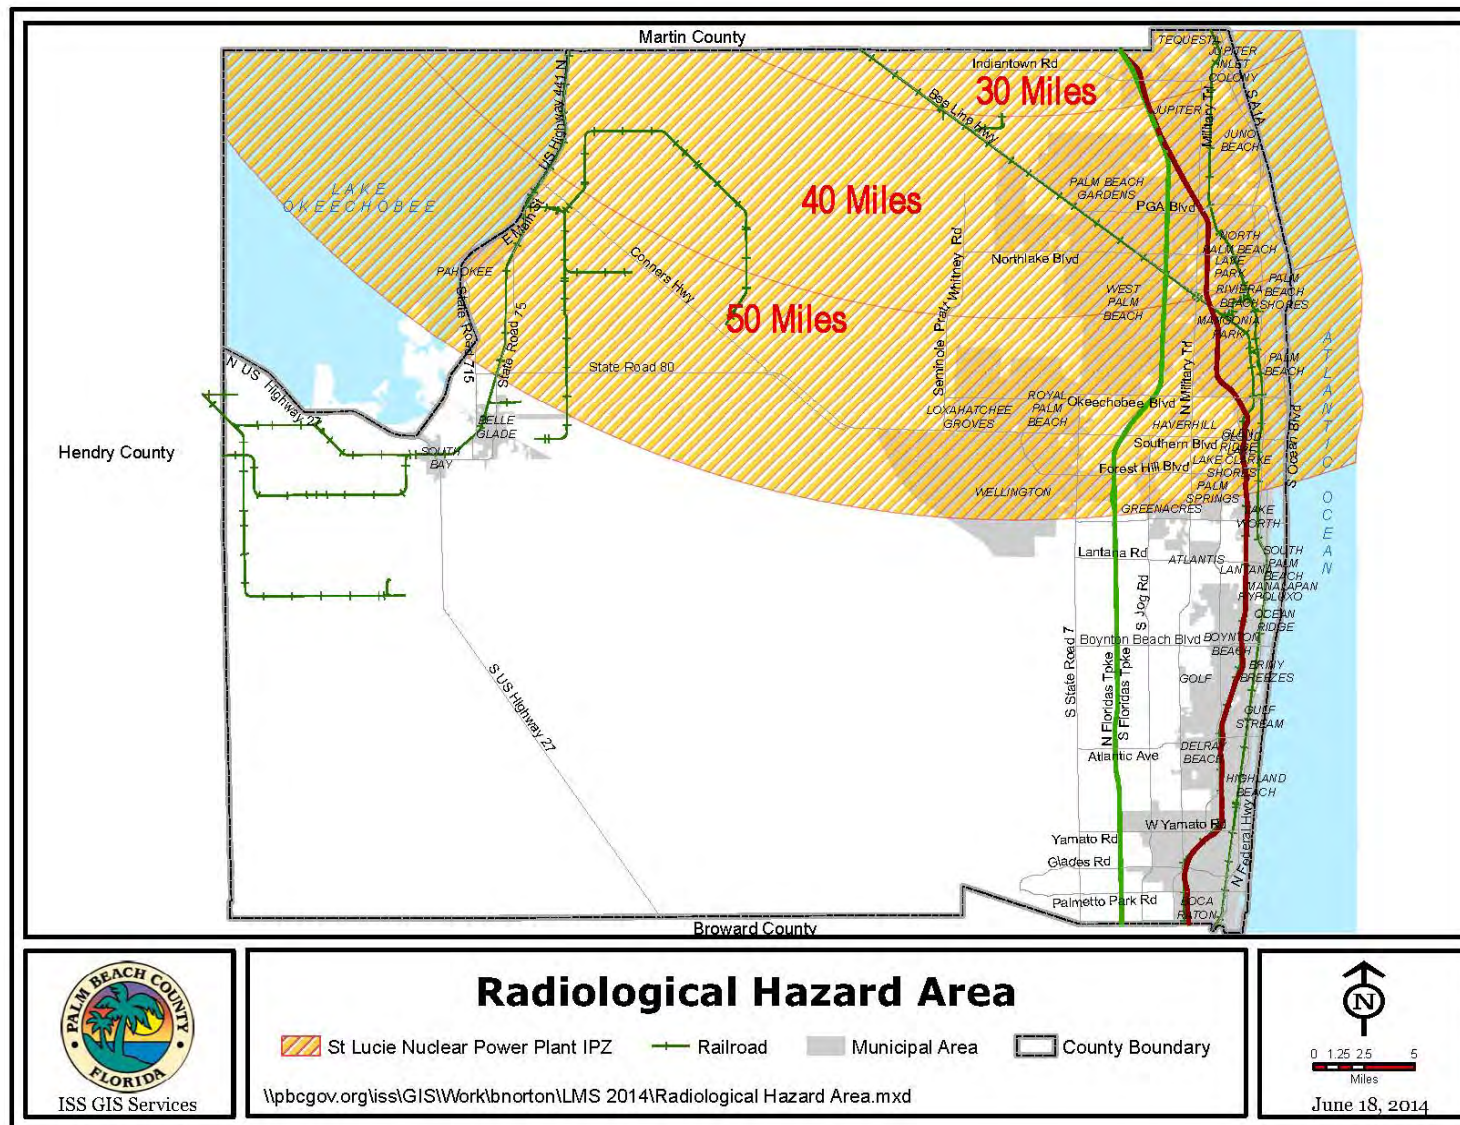 Martin County
TEQUESTA
JUPITER
INLET
COLONY
Indiantown Rd
30 Miles
US Highway 441 N
Bee Line Hwy
JUPITER
Military Trl
S A1A
JUNO
BEACH
LAKE
OKEECHOBEE
40 Miles
PALM BEACH
GARDENS
PGA Blvd
E Main St
NORTH
PALM BEACH
Northlake Blvd
LAKE
PARK
PAHOKEE
Conners Hwy
Seminole Pratt Whitney Rd
WEST
PALM
BEACH
RIVIERA
BEACH
PALM
BEACH
SHORES
50 Miles
MANGONIA
PARK
State Road 715
State Road 75
State Road 80
N US Highway 27
PALM
BEACH
ATLANTIC OCEAN
N Military Trl
LOXAHATCHEE
GROVES
ROYAL
PALM
BEACH
Okeechobee Blvd
HAVERHILL
GLEN
RIDGE
CLOUD
LAKE
Southern Blvd
S Ocean Blvd
BELLE
GLADE
SOUTH
BAY
Hendry County
Forest Hill Blvd
LAKE CLARKE
SHORES
PALM
SPRINGS
WELLINGTON
GREENACRES
LAKE
WORTH
Lantana Rd
ATLANTIS
LANTANA
SOUTH
PALM
BEACH
MANALAPAN
HYPOLUXO
OCEAN
RIDGE
S Jog Rd
S State Road 7
Boynton Beach Blvd
BOYNTON
BEACH
N Floridas Tpke
S Floridas Tpke
GOLF
BRINY
BREEZES
GULF
STREAM
S US Highway 27
Atlantic Ave
DELRAY
BEACH
HIGHLAND
BEACH
W Yamato Rd
Yamato Rd
Glades Rd
N Federal Hwy
Palmetto Park Rd
BOCA
RATON
Broward County
PALM BEACH COUNTY
FLORIDA
ISS GIS Services
Radiological Hazard Area
St Lucie Nuclear Power Plant IPZ
Railroad
Municipal Area
County Boundary
\\pbcgov.org\iss\GIS\Work\bnorton\LMS 2014\Radiological Hazard Area.mxd
N
0 1.25 2.5 5
Miles
June 18, 2014